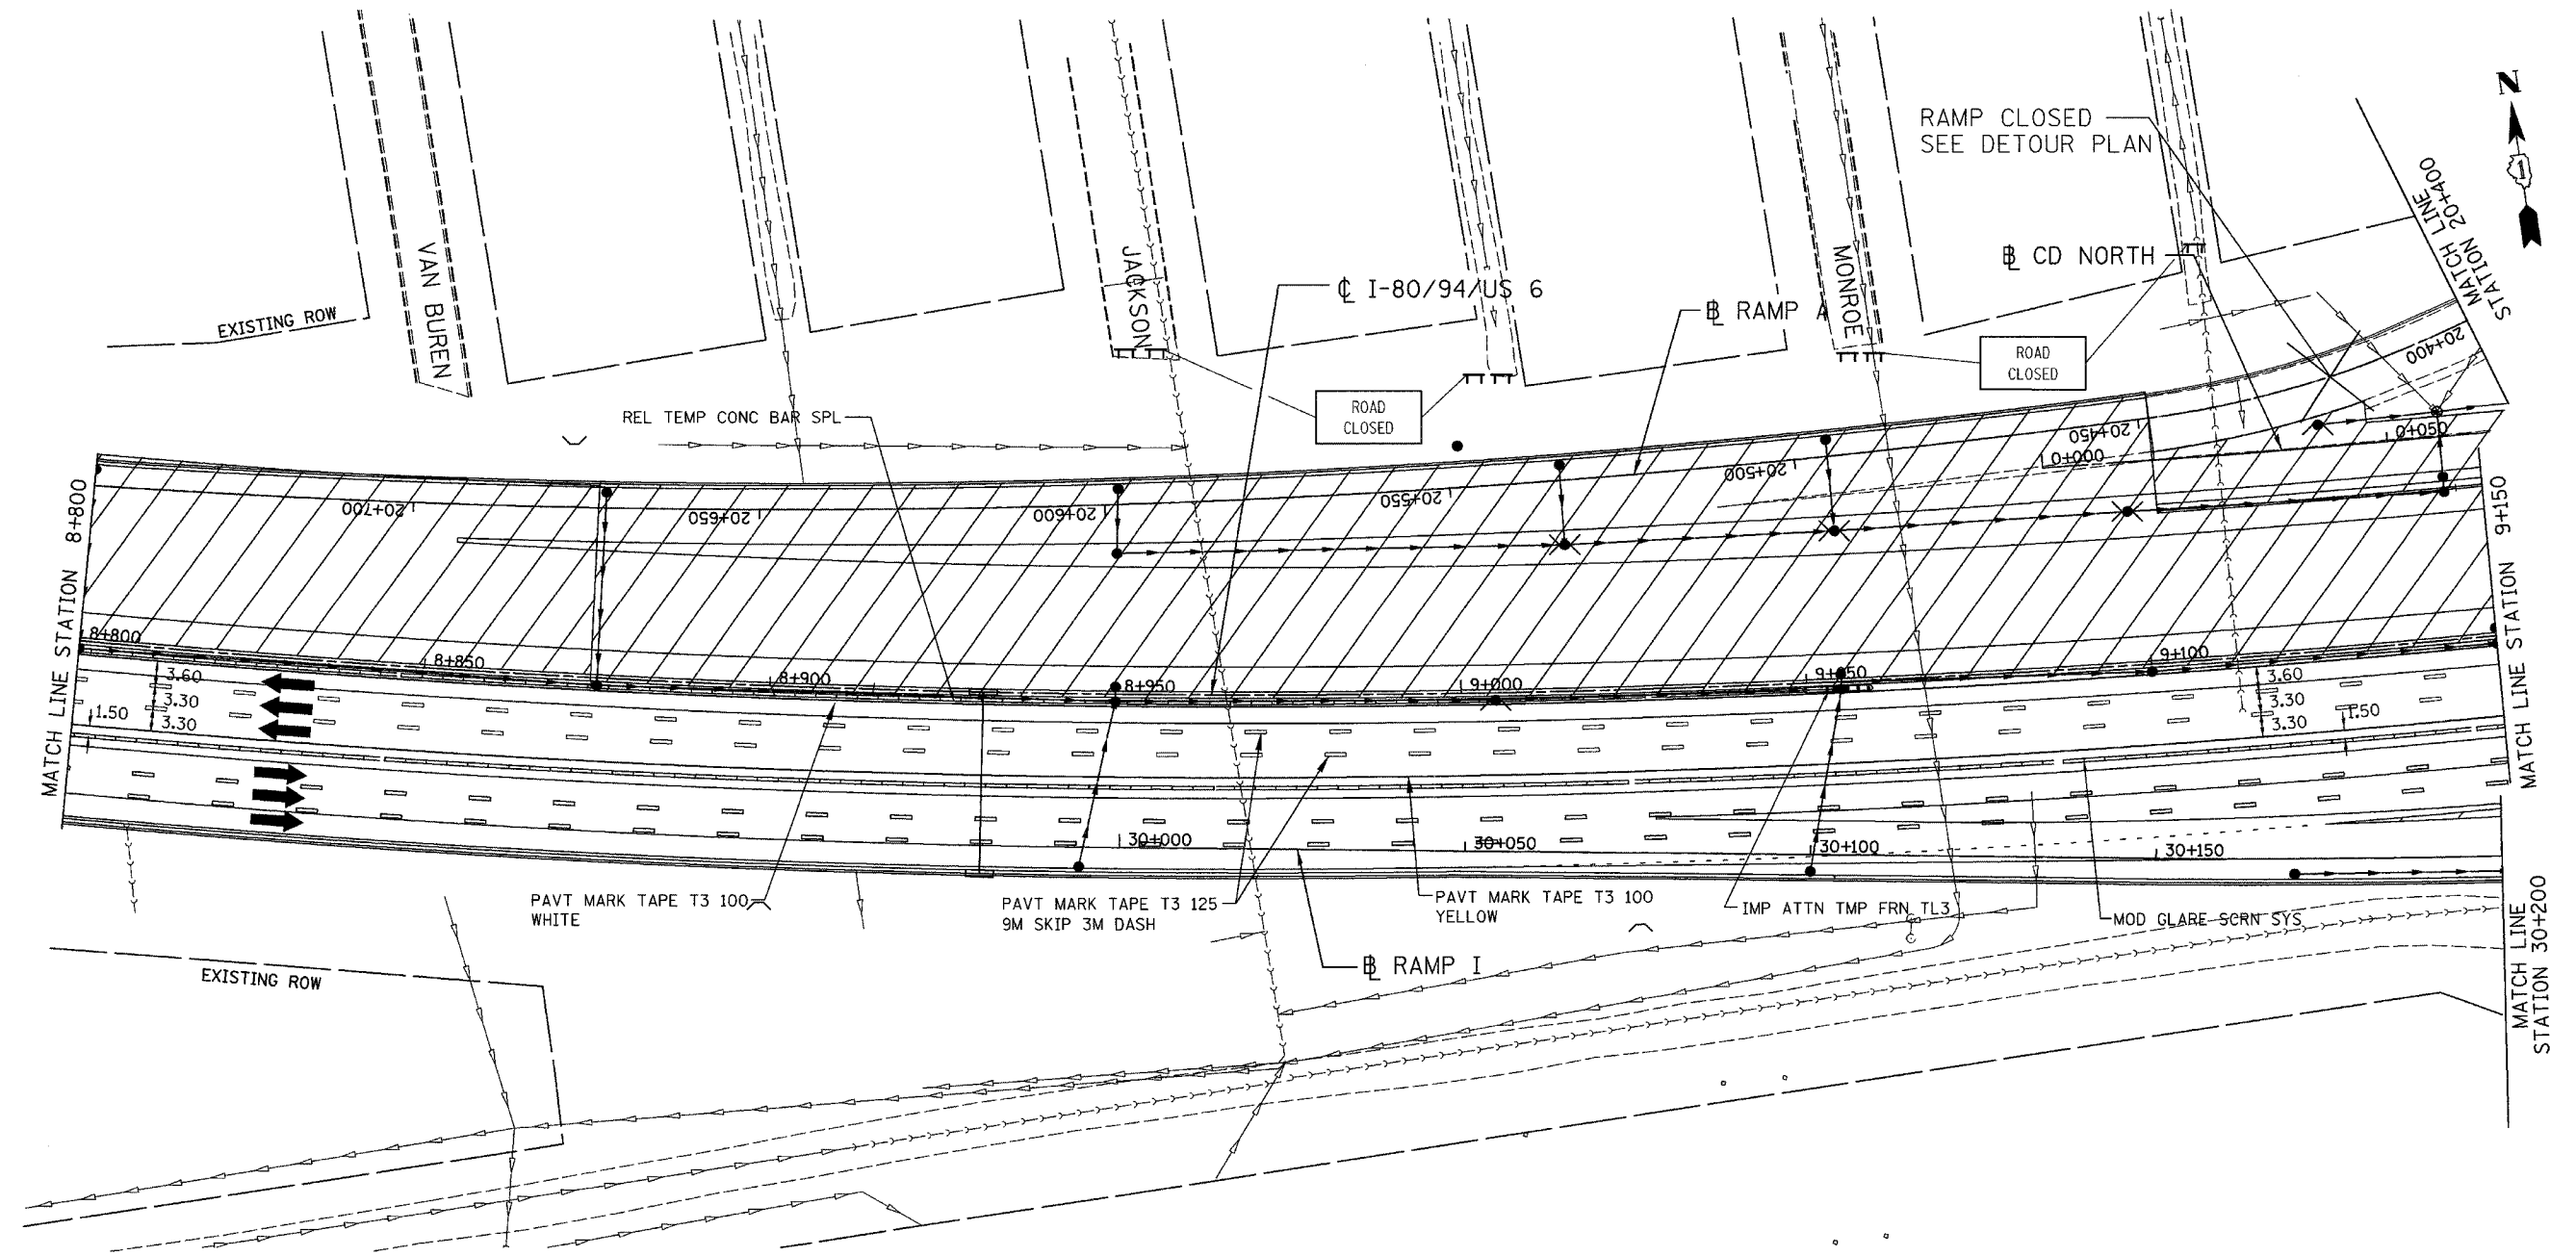 N
1
RAMP CLOSED
SEE DETOUR PLAN
MATCH LINE
STATION 20+400
VAN BUREN
JACKSON
MONROE
℄ I-80/94/US 6
BL RAMP A
BL CD NORTH
EXISTING ROW
ROAD
CLOSED
ROAD
CLOSED
REL TEMP CONC BAR SPL
20+400
20+450
20+500
20+550
20+600
20+650
20+700
0+000
0+050
MATCH LINE STATION 8+800
MATCH LINE STATION 9+150
8+800
8+850
8+900
8+950
9+000
9+050
9+100
3.60
3.30
3.30
1.50
3.60
3.30
3.30
1.50
30+000
30+050
30+100
30+150
PAVT MARK TAPE T3 100
WHITE
PAVT MARK TAPE T3 125
9M SKIP 3M DASH
PAVT MARK TAPE T3 100
YELLOW
IMP ATTN TMP FRN TL3
MOD GLARE SCRN SYS
BL RAMP I
EXISTING ROW
MATCH LINE
STATION 30+200